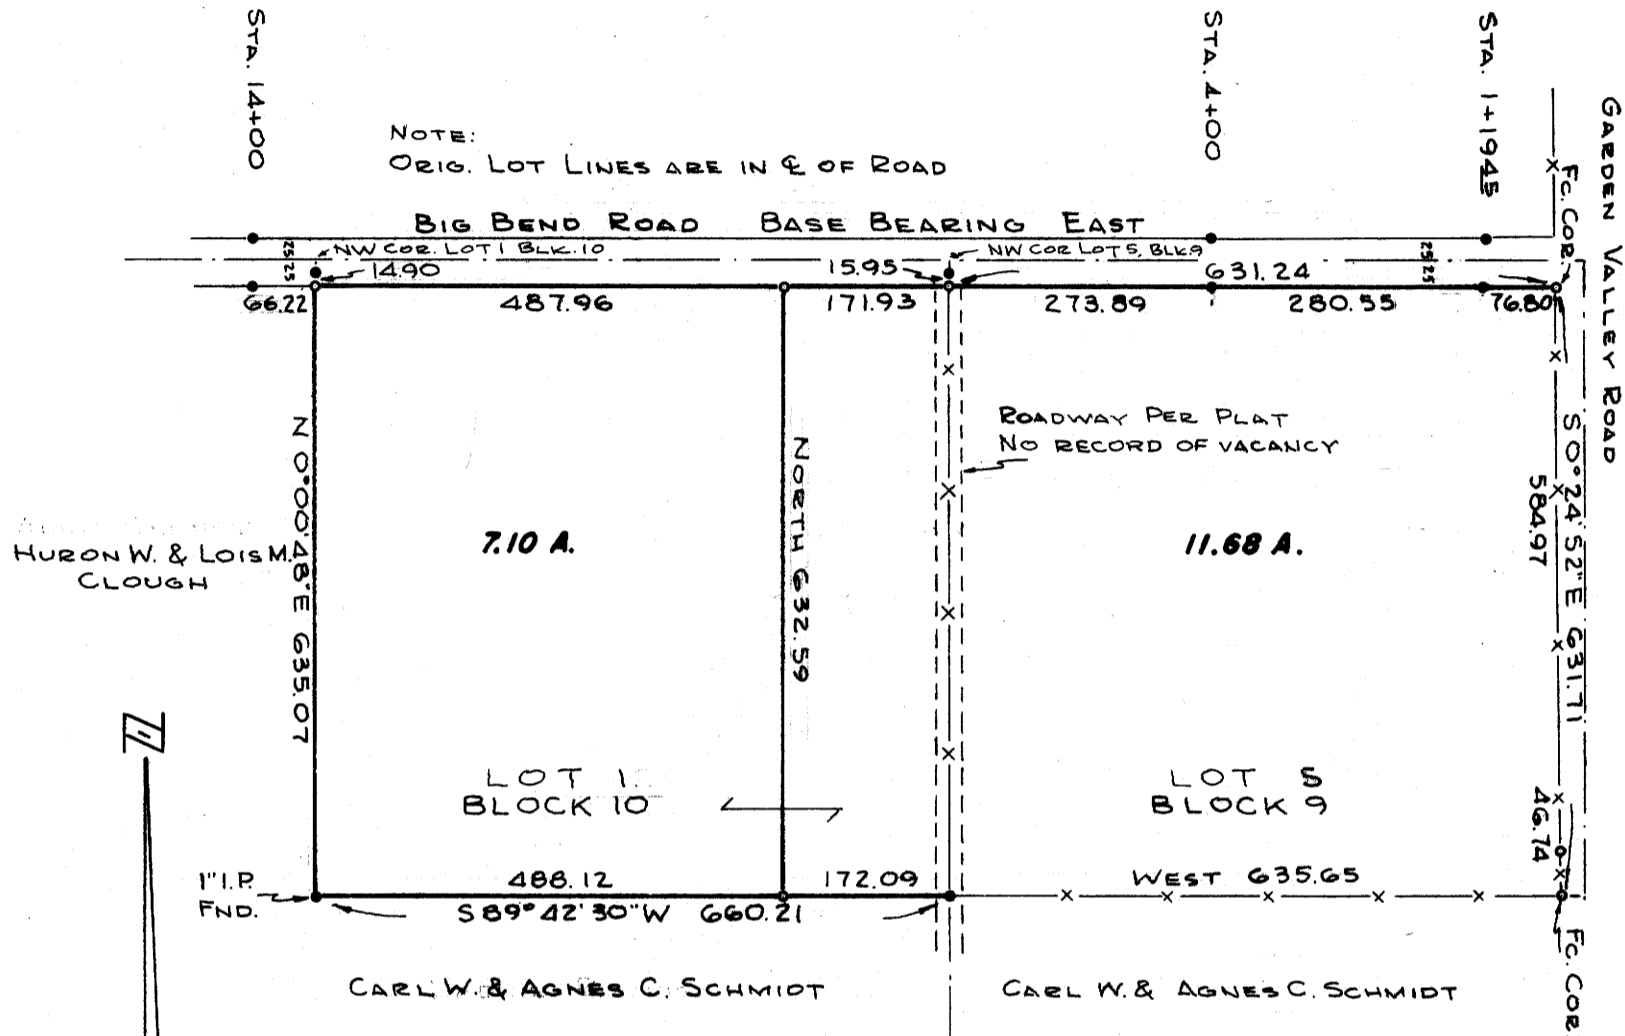 STA. 14+00
STA. 4+00
STA. 1+1945
GARDEN VALLEY ROAD
Fc. COR.
NOTE:
ORIG. LOT LINES ARE IN ℄ OF ROAD
BIG BEND ROAD BASE BEARING EAST
25 25
NW COR. LOT 1 BLK. 10
NW COR LOT 5, BLK. 9
25 25
14.90
15.95
631.24
66.22
487.96
171.93
273.89
280.55
76.80
N 0°00'48"E 635.07
NORTH 632.59
ROADWAY PER PLAT
NO RECORD OF VACANCY
S 0°24'52"E 631.71
584.97
46.74
7.10 A.
11.68 A.
HURON W. & LOIS M.
CLOUGH
N
LOT 1
BLOCK 10
LOT 5
BLOCK 9
1" I.P.
FND.
488.12
172.09
WEST 635.65
S 89°42'30"W 660.21
Fc. COR
CARL W. & AGNES C. SCHMIDT
CARL W. & AGNES C. SCHMIDT